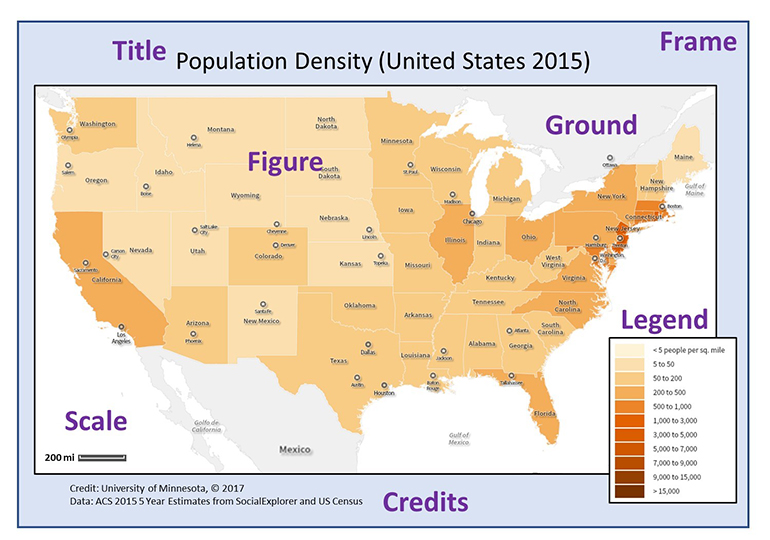 Title
Population Density (United States 2015)
Frame
Ground
Figure
Washington
Olympia
Montana
Helena
North
Dakota
Minnesota
St. Paul
Ottawa
Maine
Salem
Oregon
Idaho
Boise
South
Dakota
Wisconsin
Madison
Michigan
New York
New
Hampshire
Gulf of
Maine
Boston
Wyoming
Nebraska
Lincoln
Iowa
Chicago
Connecticut
Salt Lake
City
Cheyenne
Denver
Colorado
Carson
City
Nevada
Utah
Sacramento
California
Kansas
Topeka
Missouri
Illinois
Indiana
Ohio
New Jersey
Trenton
Washington
West
Virginia
Virginia
Kentucky
Los
Angeles
Arizona
Phoenix
Santa Fe
New Mexico
Oklahoma
Arkansas
Tennessee
North
Carolina
South
Carolina
Atlanta
Georgia
Alabama
Jackson
Louisiana
Dallas
Texas
Austin
Houston
Baton
Rouge
Tallahassee
Florida
Golfo de
California
Gulf of
Mexico
Mexico
Legend
< 5 people per sq. mile
5 to 50
50 to 200
200 to 500
500 to 1,000
1,000 to 3,000
3,000 to 5,000
5,000 to 7,000
7,000 to 9,000
9,000 to 15,000
> 15,000
Scale
200 mi
Credit: University of Minnesota, © 2017
Data: ACS 2015 5 Year Estimates from SocialExplorer and US Census
Credits